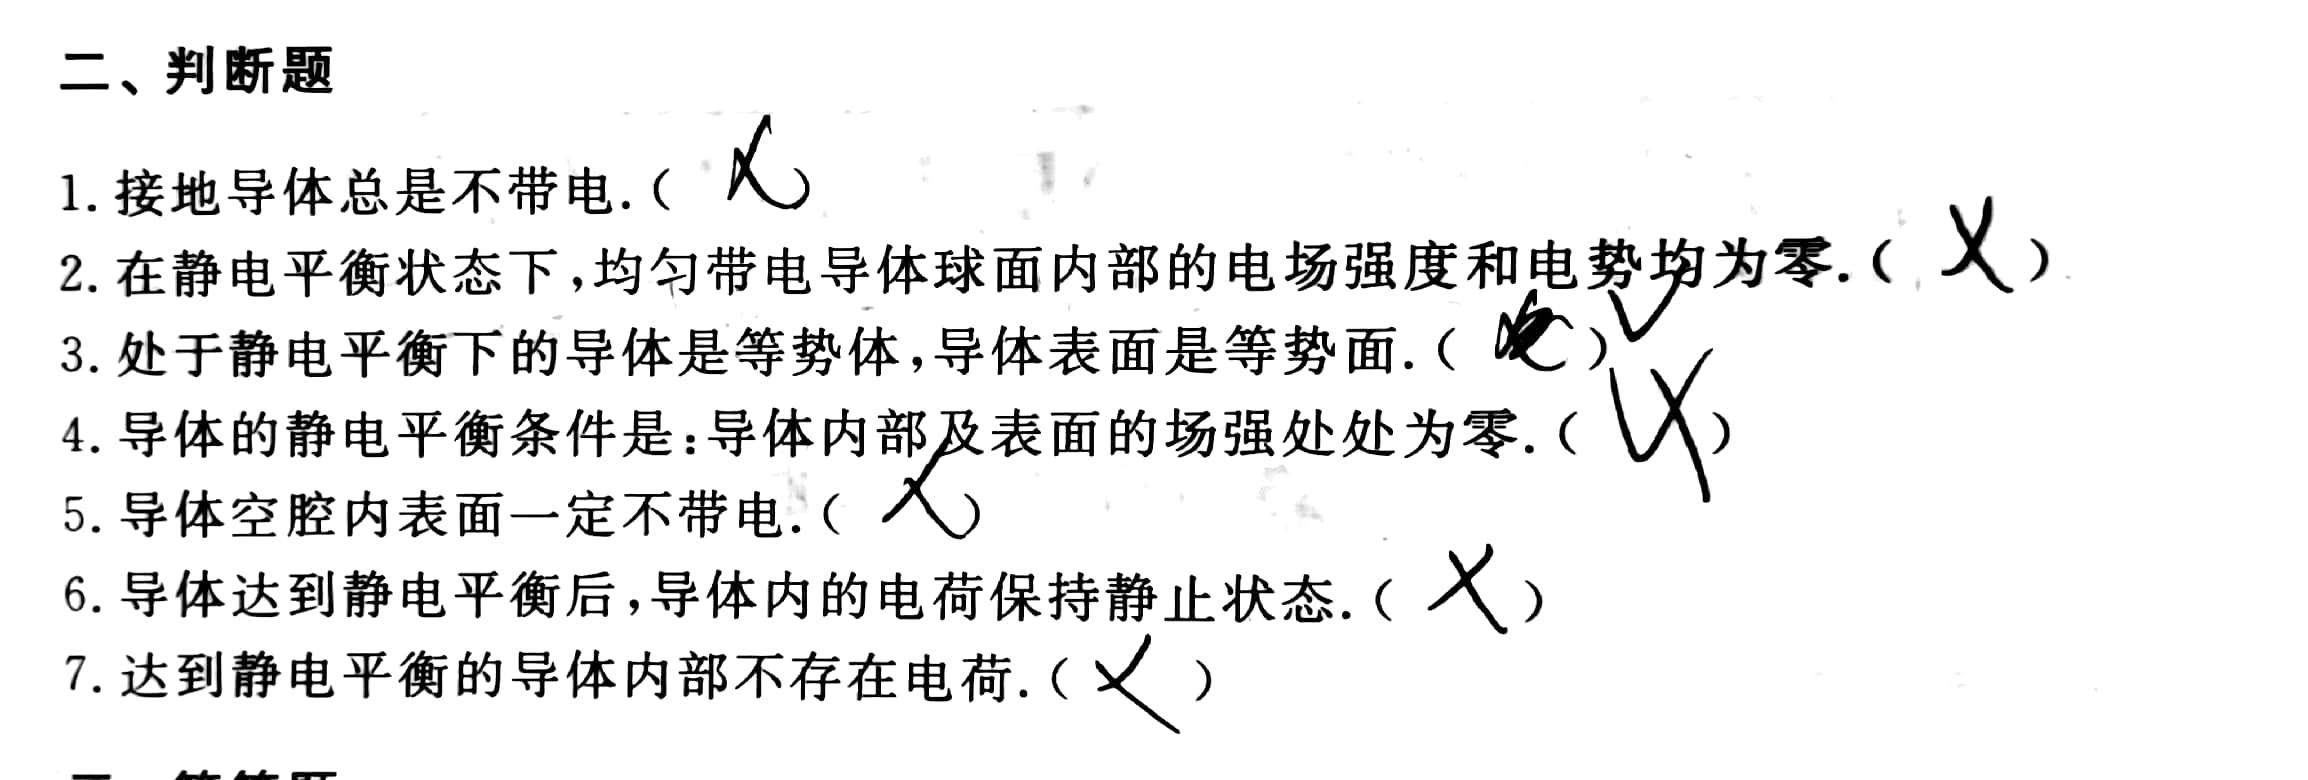 二、判断题
1. 接地导体总是不带电.( ✗ )
2. 在静电平衡状态下,均匀带电导体球面内部的电场强度和电势均为零.( ✗ )
3. 处于静电平衡下的导体是等势体,导体表面是等势面.( ) ✓
4. 导体的静电平衡条件是:导体内部及表面的场强处处为零.( ✗ )
5. 导体空腔内表面一定不带电.( ✗ )
6. 导体达到静电平衡后,导体内的电荷保持静止状态.( ✗ )
7. 达到静电平衡的导体内部不存在电荷.( ✗ )